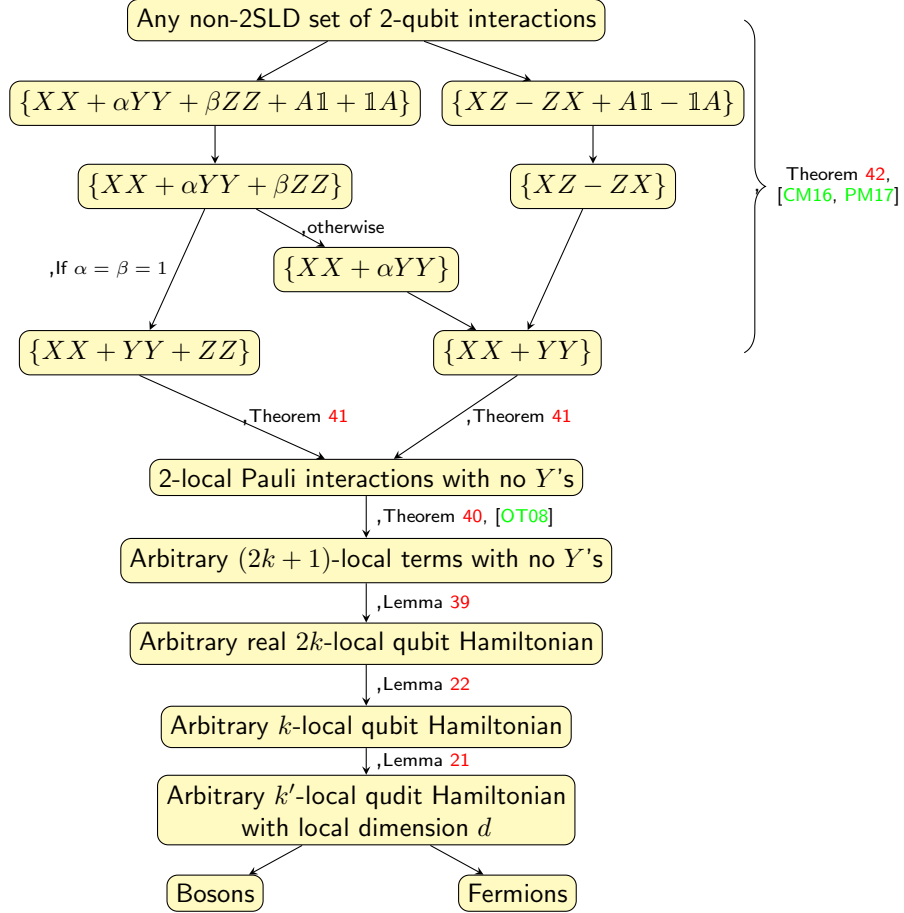 Any non-2SLD set of 2-qubit interactions
{XX + αYY + βZZ + A𝟙 + 𝟙A}
{XZ − ZX + A𝟙 − 𝟙A}
{XX + αYY + βZZ}
{XZ − ZX}
, Theorem 42,
[CM16, PM17]
,otherwise
,If α = β = 1
{XX + αYY}
{XX + YY + ZZ}
{XX + YY}
,Theorem 41
,Theorem 41
2-local Pauli interactions with no Y's
,Theorem 40, [OT08]
Arbitrary (2k + 1)-local terms with no Y's
,Lemma 39
Arbitrary real 2k-local qubit Hamiltonian
,Lemma 22
Arbitrary k-local qubit Hamiltonian
,Lemma 21
Arbitrary k′-local qudit Hamiltonian
with local dimension d
Bosons
Fermions